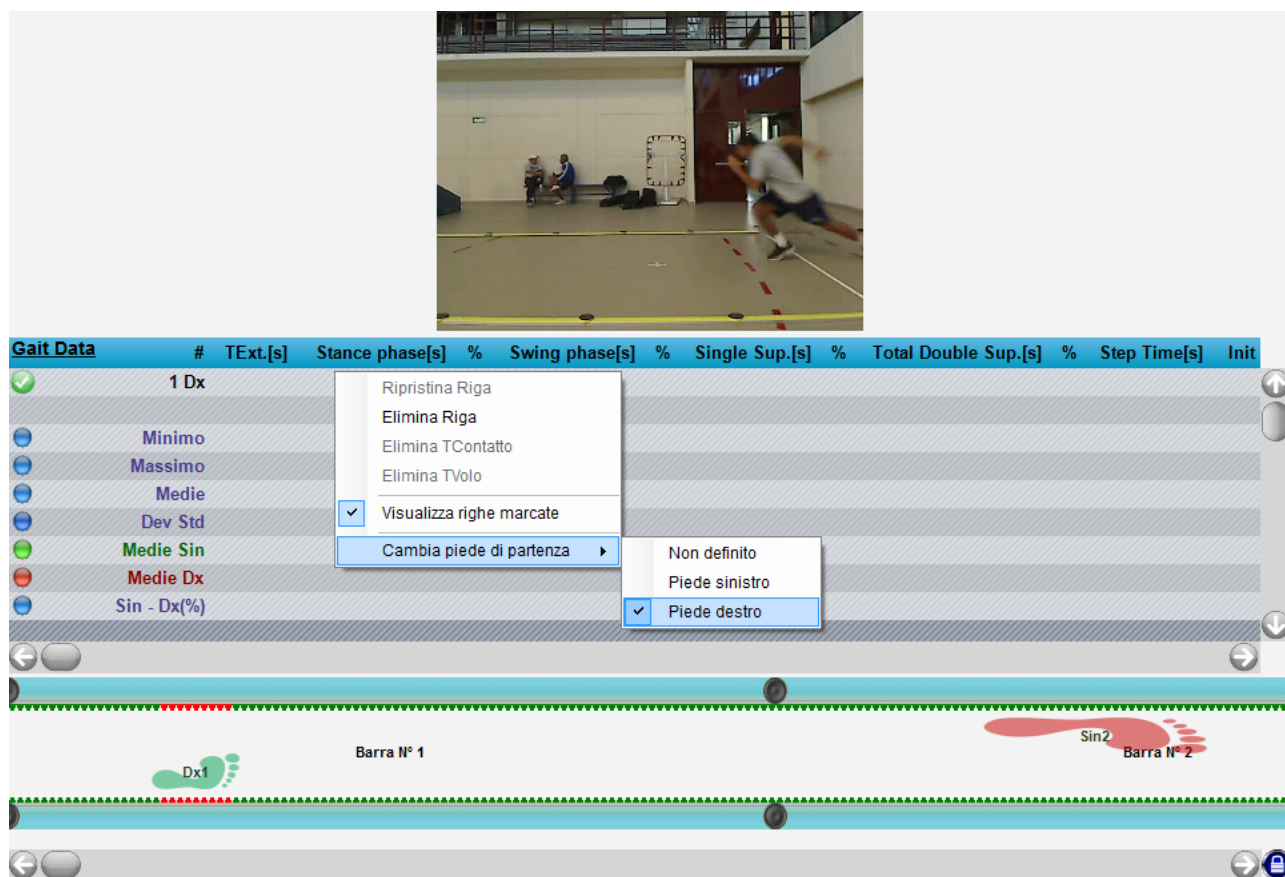 Gait Data # TExt.[s] Stance phase[s] % Swing phase[s] % Single Sup.[s] % Total Double Sup.[s] % Step Time[s] Init
1 Dx
Minimo
Massimo
Medie
Dev Std
Medie Sin
Medie Dx
Sin - Dx(%)
Ripristina Riga
Elimina Riga
Elimina TContatto
Elimina TVolo
Visualizza righe marcate
Cambia piede di partenza
Non definito
Piede sinistro
Piede destro
Dx1
Barra N° 1
Sin2
Barra N° 2